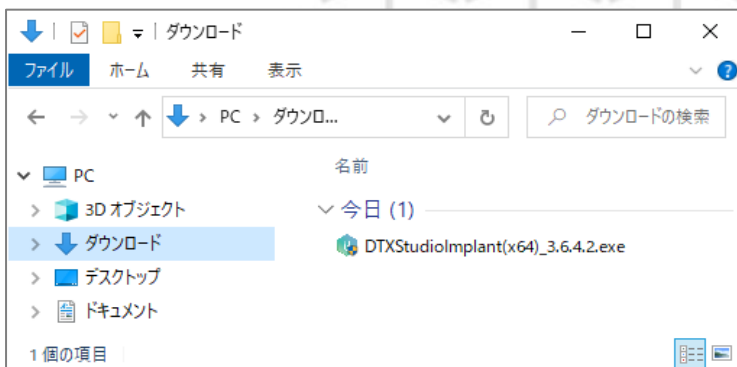 ダウンロード
ファイル ホーム 共有 表示
PC ダウンロ... ダウンロードの検索
名前
PC
今日 (1)
3D オブジェクト
ダウンロード
DTXStudioImplant(x64)_3.6.4.2.exe
デスクトップ
ドキュメント
1 個の項目